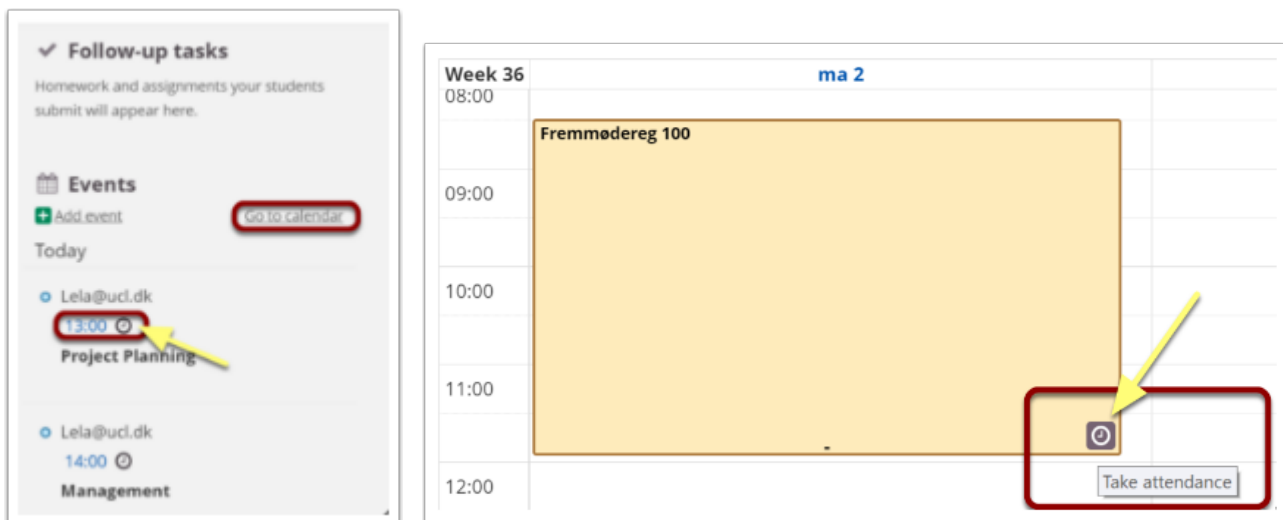 Follow-up tasks
Homework and assignments your students
submit will appear here.
Events
Add event
Go to calendar
Today
Lela@ucl.dk
13:00
Project Planning
Lela@ucl.dk
14:00
Management
Week 36
ma 2
08:00
Fremmødereg 100
09:00
10:00
11:00
-
12:00
Take attendance